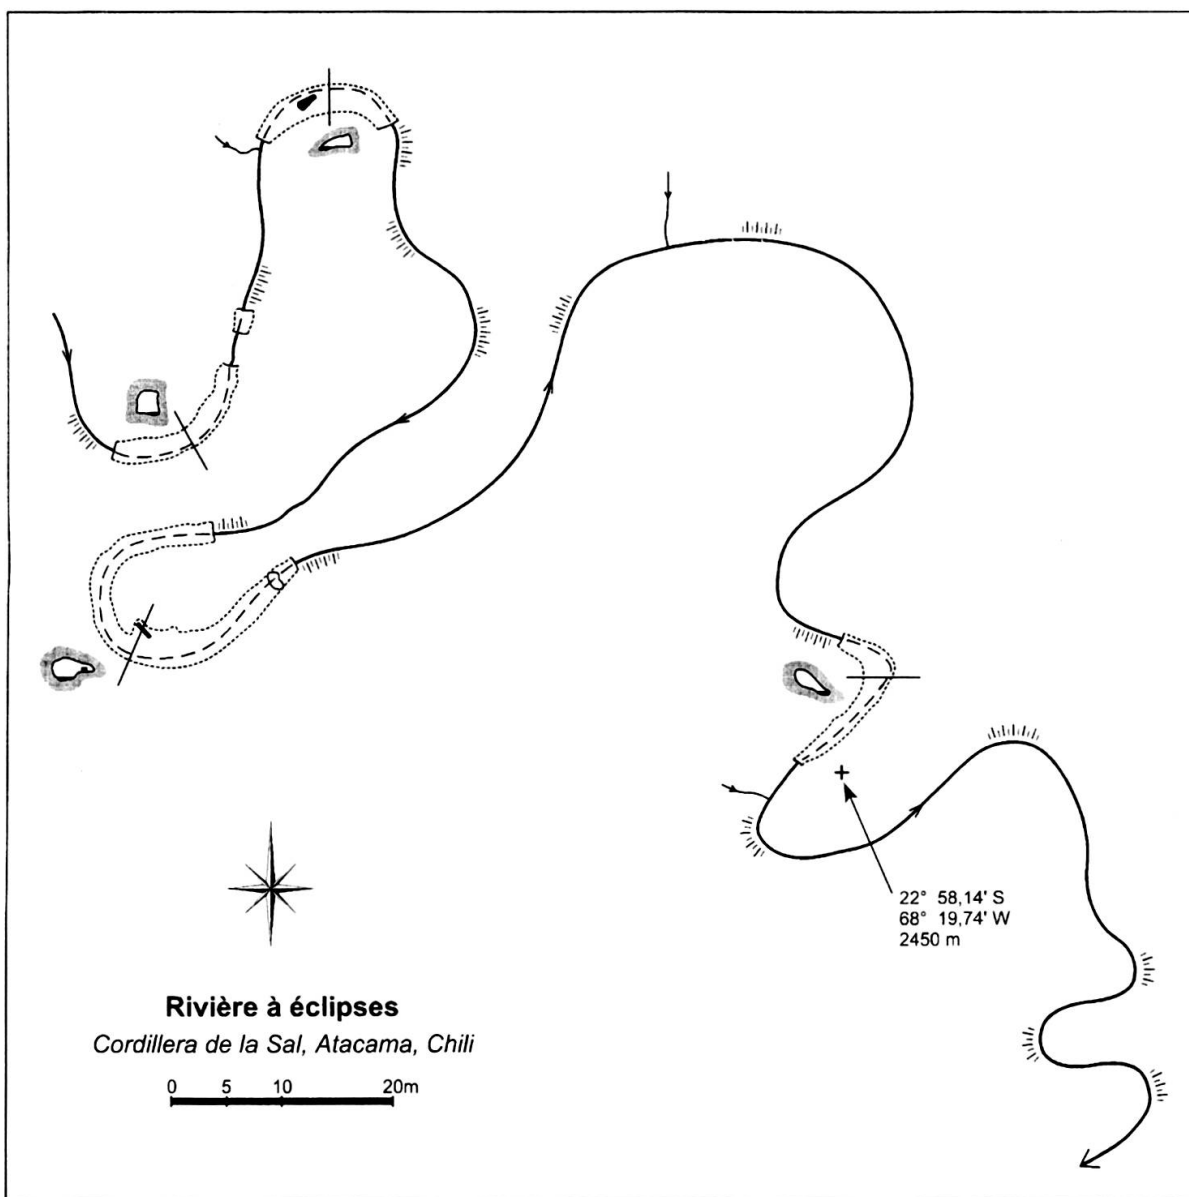 22° 58,14' S
68° 19,74' W
2450 m
Rivière à éclipses
Cordillera de la Sal, Atacama, Chili
0 5 10 20m